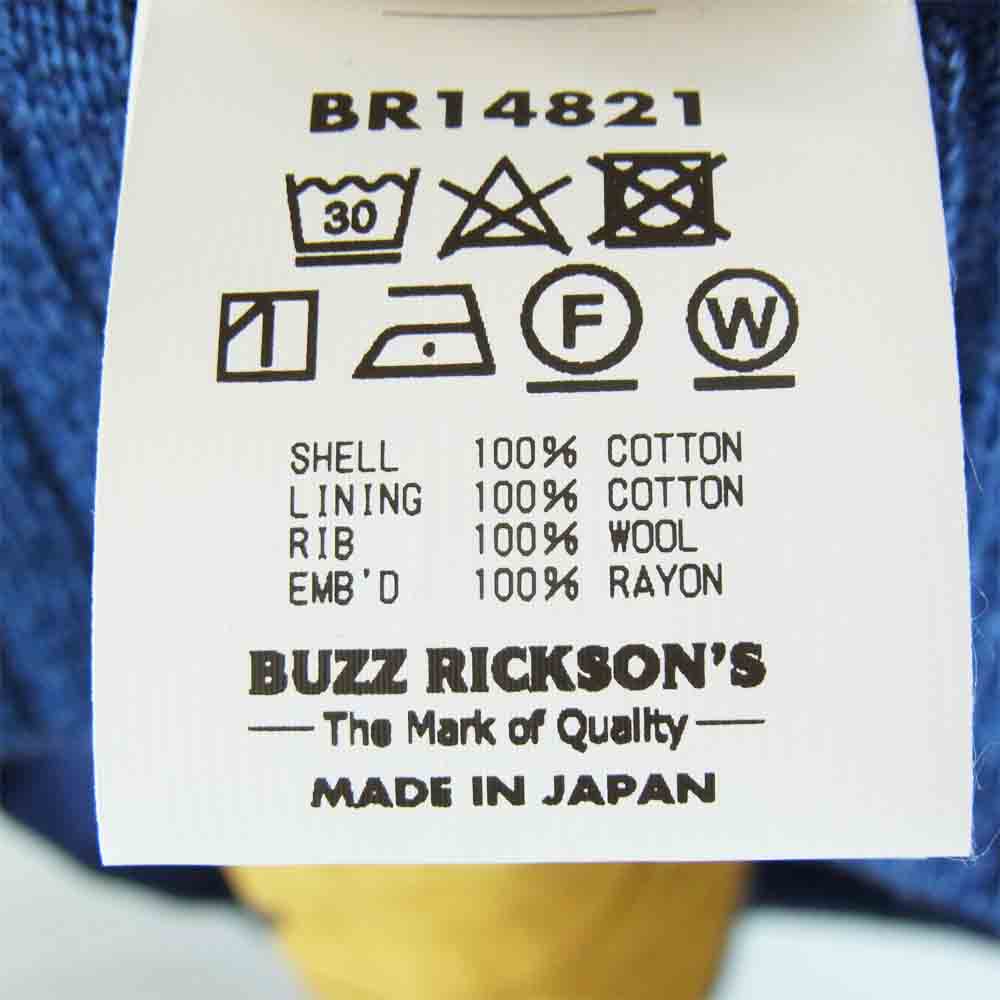 BR14821
30
F W
SHELL 100% COTTON
LINING 100% COTTON
RIB 100% WOOL
EMB'D 100% RAYON
BUZZ RICKSON'S
The Mark of Quality
MADE IN JAPAN